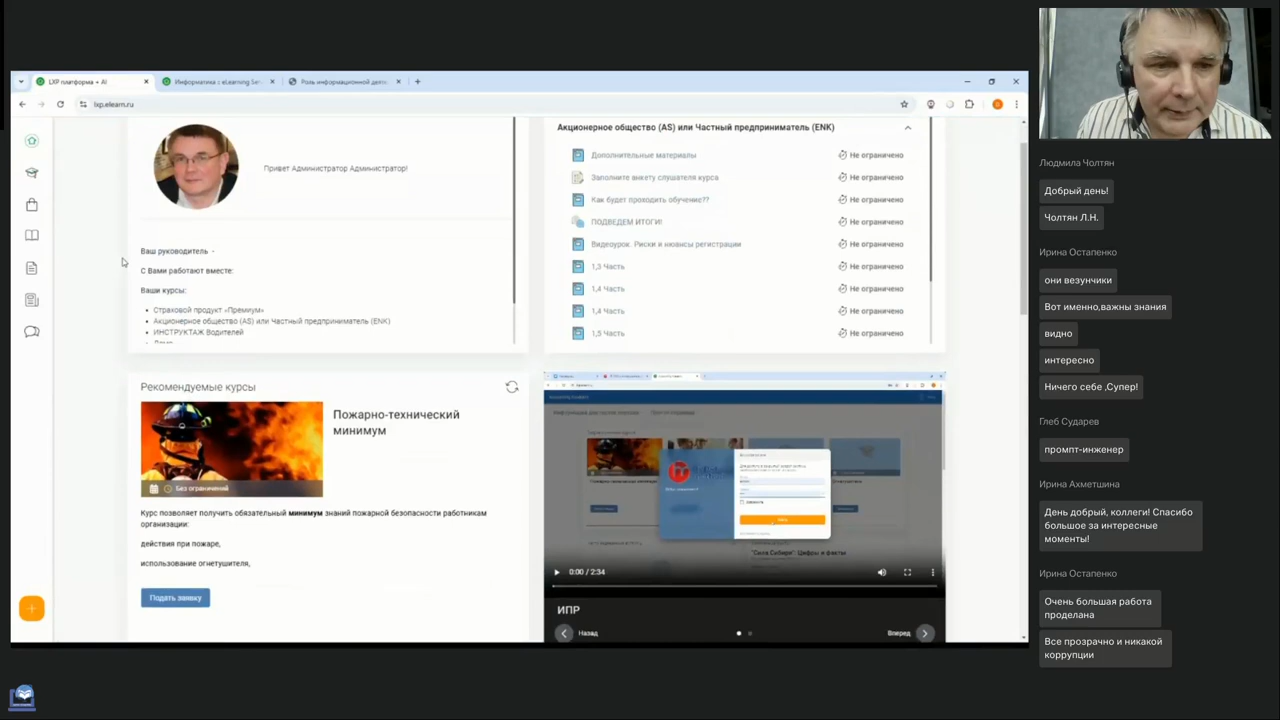 LXP платформа + AI
Информатика :: eLearning Ser
Роль информационной деяте
lxp.elearn.ru
Привет Администратор Администратор!
Ваш руководитель -
С Вами работают вместе:
Ваши курсы:
Страховой продукт «Премиум»
Акционерное общество (AS) или Частный предприниматель (ENK)
ИНСТРУКТАЖ Водителей
Акционерное общество (AS) или Частный предприниматель (ENK)
Дополнительные материалы
Не ограничено
Заполните анкету слушателя курса
Не ограничено
Как будет проходить обучение??
Не ограничено
ПОДВЕДЕМ ИТОГИ!
Не ограничено
Видеоурок. Риски и нюансы регистрации
Не ограничено
1,3 Часть
Не ограничено
1,4 Часть
Не ограничено
1,4 Часть
Не ограничено
1,5 Часть
Не ограничено
Рекомендуемые курсы
Без ограничений
Пожарно-технический
минимум
Курс позволяет получить обязательный минимум знаний пожарной безопасности работникам
организации:
действия при пожаре,
использование огнетушителя,
Подать заявку
"Соха Сибири": Цифры и факты
0:00 / 2:34
ИПР
Назад
Вперед
Людмила Чолтян
Добрый день!
Чолтян Л.Н.
Ирина Остапенко
они везунчики
Вот именно,важны знания
видно
интересно
Ничего себе ,Супер!
Глеб Сударев
промпт-инженер
Ирина Ахметшина
День добрый, коллеги! Спасибо
большое за интересные
моменты!
Ирина Остапенко
Очень большая работа
проделана
Все прозрачно и никакой
коррупции